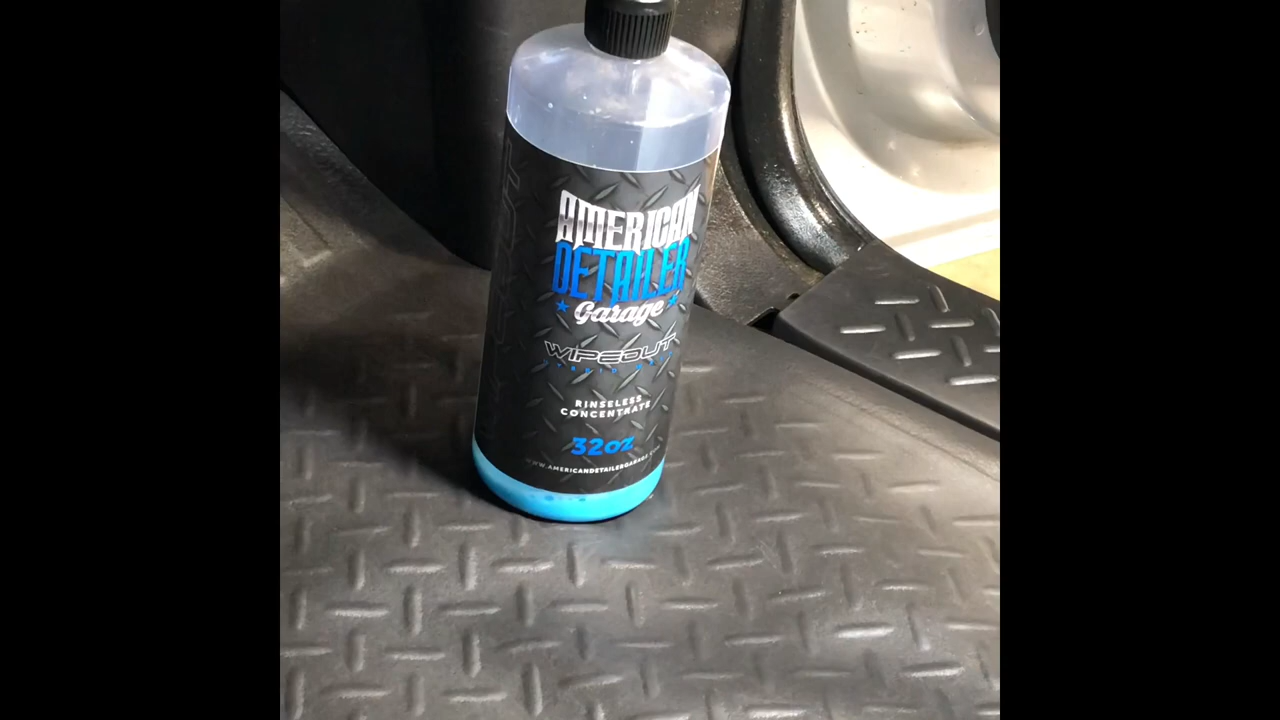 AMERICAN
DETAILER
Garage
WIPEOUT
RINSELESS
CONCENTRATE
32oz
WWW.AMERICANDETAILERGARAGE.COM